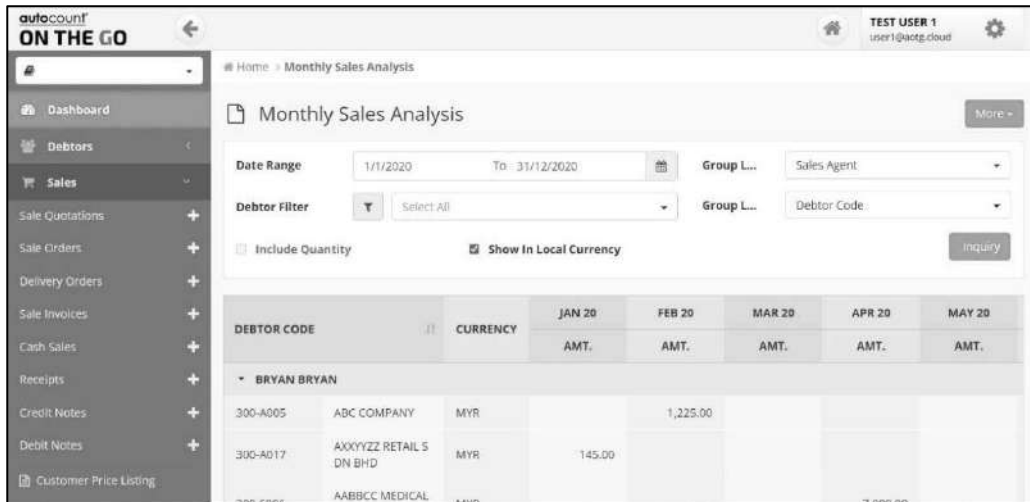 autocount
ON THE GO
TEST USER 1
user1@aotg.cloud
Home > Monthly Sales Analysis
Dashboard
Debtors
Sales
Sale Quotations
Sale Orders
Delivery Orders
Sale Invoices
Cash Sales
Receipts
Credit Notes
Debit Notes
Customer Price Listing
Monthly Sales Analysis
More
Date Range 1/1/2020 To 31/12/2020 Group L... Sales Agent
Debtor Filter Select All Group L... Debtor Code
Include Quantity Show In Local Currency Inquiry
DEBTOR CODE CURRENCY JAN 20 FEB 20 MAR 20 APR 20 MAY 20
AMT. AMT. AMT. AMT. AMT.
BRYAN BRYAN
300-A005 ABC COMPANY MYR 1,225.00
300-A017 AXXYYZZ RETAIL S
DN BHD MYR 145.00
AABBCC MEDICAL